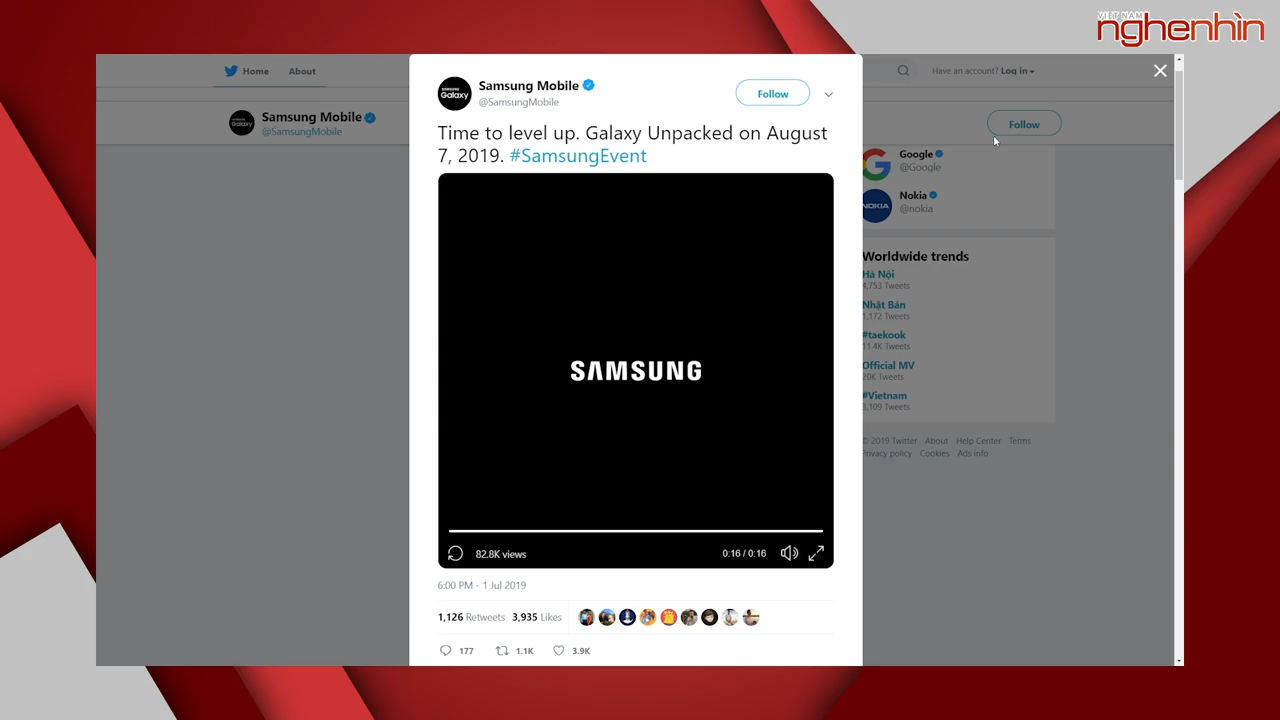 VIỆT NAM
nghenhìn
Home
About
Have an account? Log in
Samsung Mobile
@SamsungMobile
Follow
Samsung Mobile
@SamsungMobile
Follow
Time to level up. Galaxy Unpacked on August
7, 2019. #SamsungEvent
SAMSUNG
82.8K views
0:16 / 0:16
6:00 PM - 1 Jul 2019
1,126 Retweets 3,935 Likes
177
1.1K
3.9K
Google
@Google
NOKIA
Nokia
@nokia
Worldwide trends
Hà Nội
4,753 Tweets
Nhật Bản
1,172 Tweets
#taekook
11.4K Tweets
Official MV
20K Tweets
#Vietnam
3,109 Tweets
© 2019 Twitter About Help Center Terms
Privacy policy Cookies Ads info